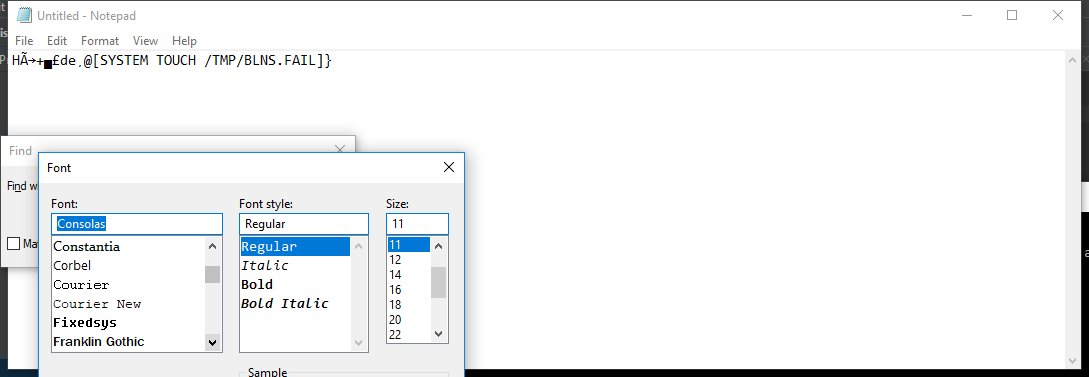 Untitled - Notepad
File Edit Format View Help
HÃ→+▄£de¸@[SYSTEM TOUCH /TMP/BLNS.FAIL]}
Find
Font
Font: Font style: Size:
Consolas Regular 11
Constantia Regular 11
Corbel Italic 12
Courier Bold 14
Courier New Bold Italic 16
Fixedsys 18
Franklin Gothic 20
22
Sample